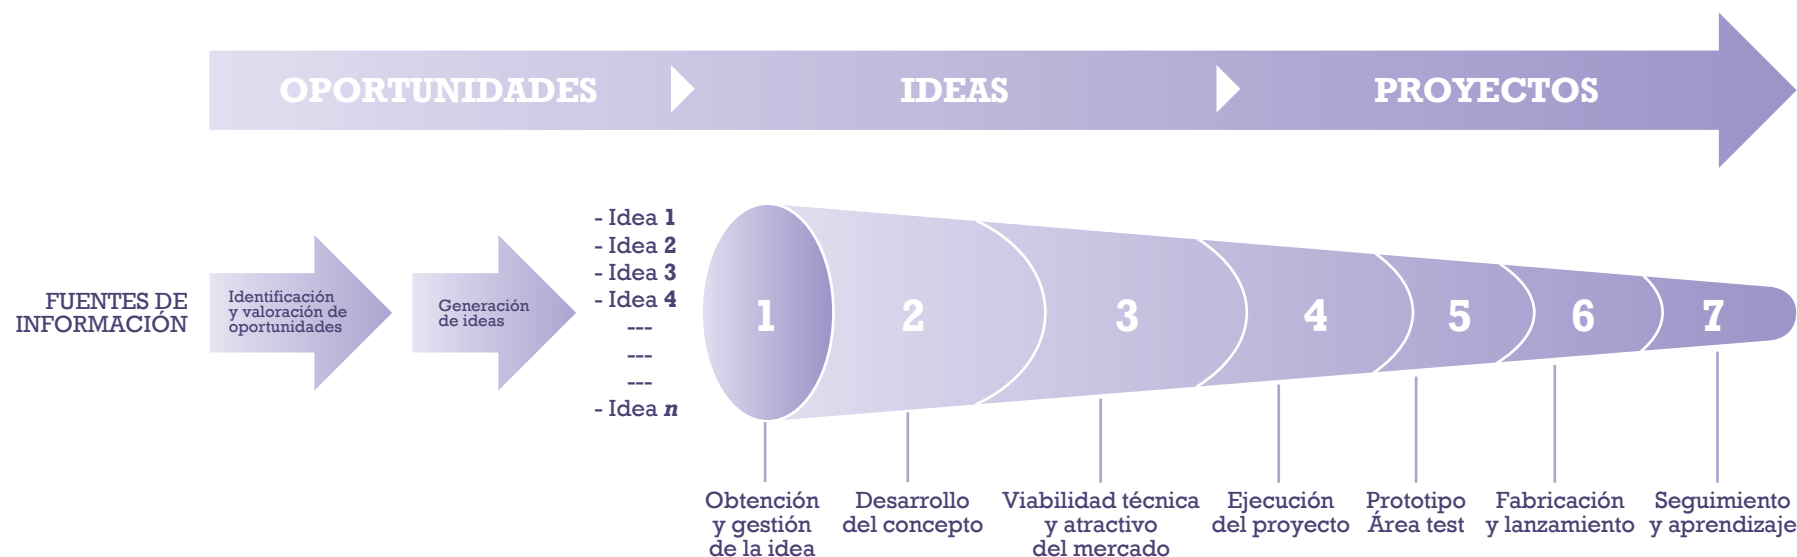 OPORTUNIDADES
IDEAS
PROYECTOS
FUENTES DE
INFORMACIÓN
Identificación
y valoración de
oportunidades
Generación
de ideas
- Idea 1
- Idea 2
- Idea 3
- Idea 4
---
---
---
- Idea n
1
2
3
4
5
6
7
Obtención
y gestión
de la idea
Desarrollo
del concepto
Viabilidad técnica
y atractivo
del mercado
Ejecución
del proyecto
Prototipo
Área test
Fabricación
y lanzamiento
Seguimiento
y aprendizaje